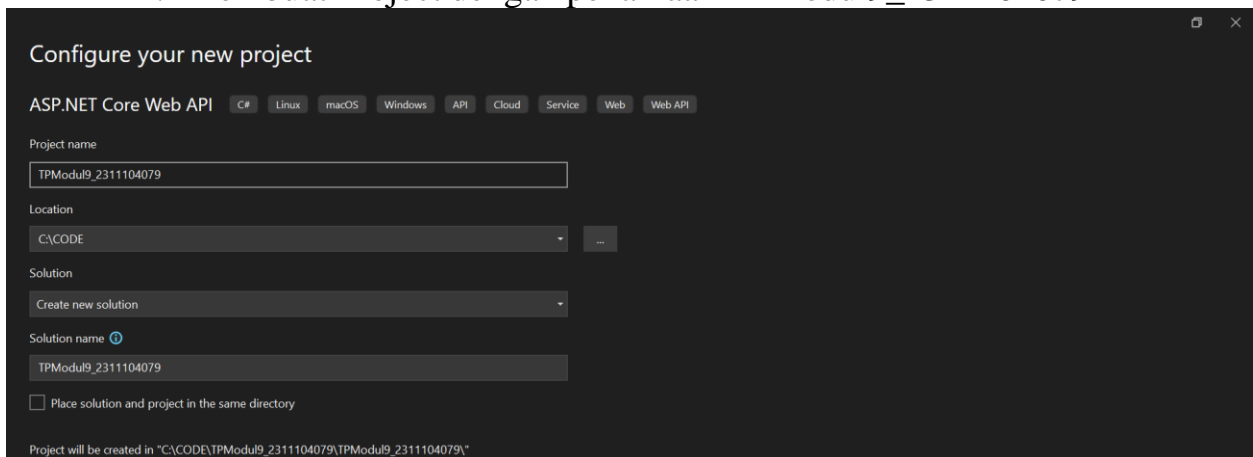 Configure your new project
ASP.NET Core Web API C# Linux macOS Windows API Cloud Service Web Web API
Project name
TPModul9_2311104079
Location
C:\CODE
...
Solution
Create new solution
Solution name
TPModul9_2311104079
Place solution and project in the same directory
Project will be created in "C:\CODE\TPModul9_2311104079\TPModul9_2311104079\"